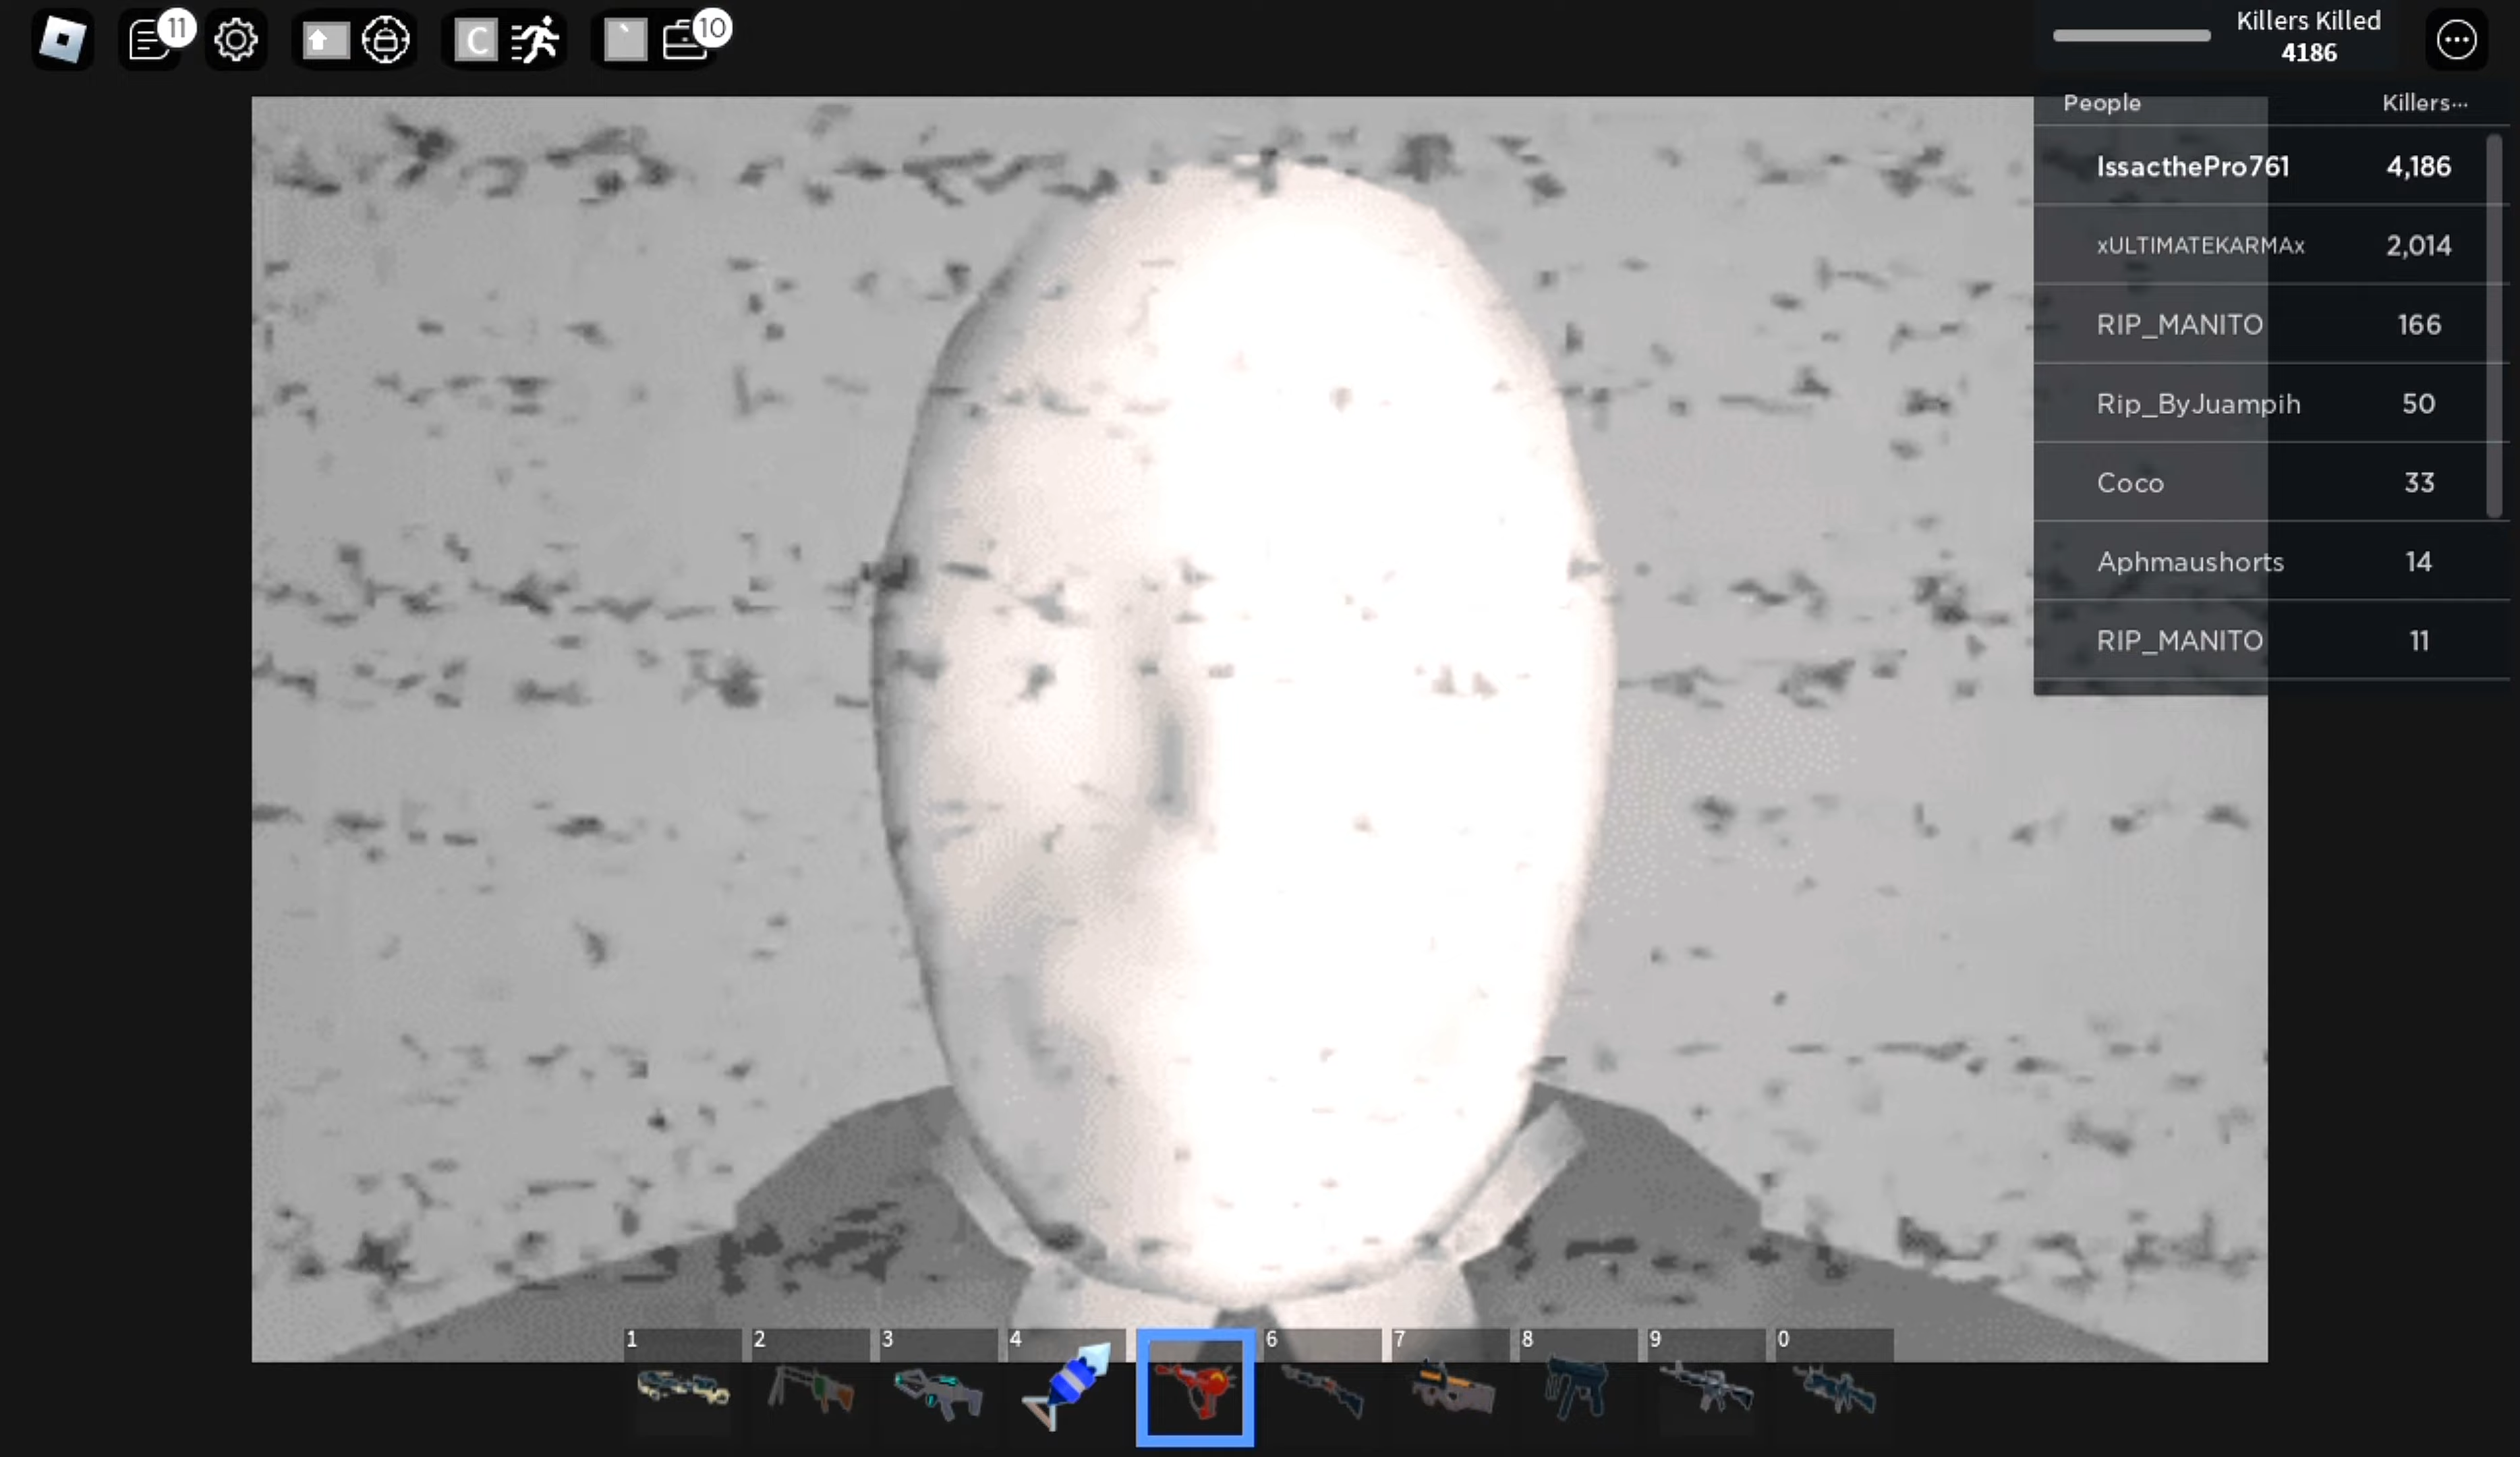 11
C
`
10
Killers Killed
4186
People Killers...
IssacthePro761 4,186
xULTIMATEKARMAx 2,014
RIP_MANITO 166
Rip_ByJuampih 50
Coco 33
Aphmaushorts 14
RIP_MANITO 11
1 2 3 4 6 7 8 9 0